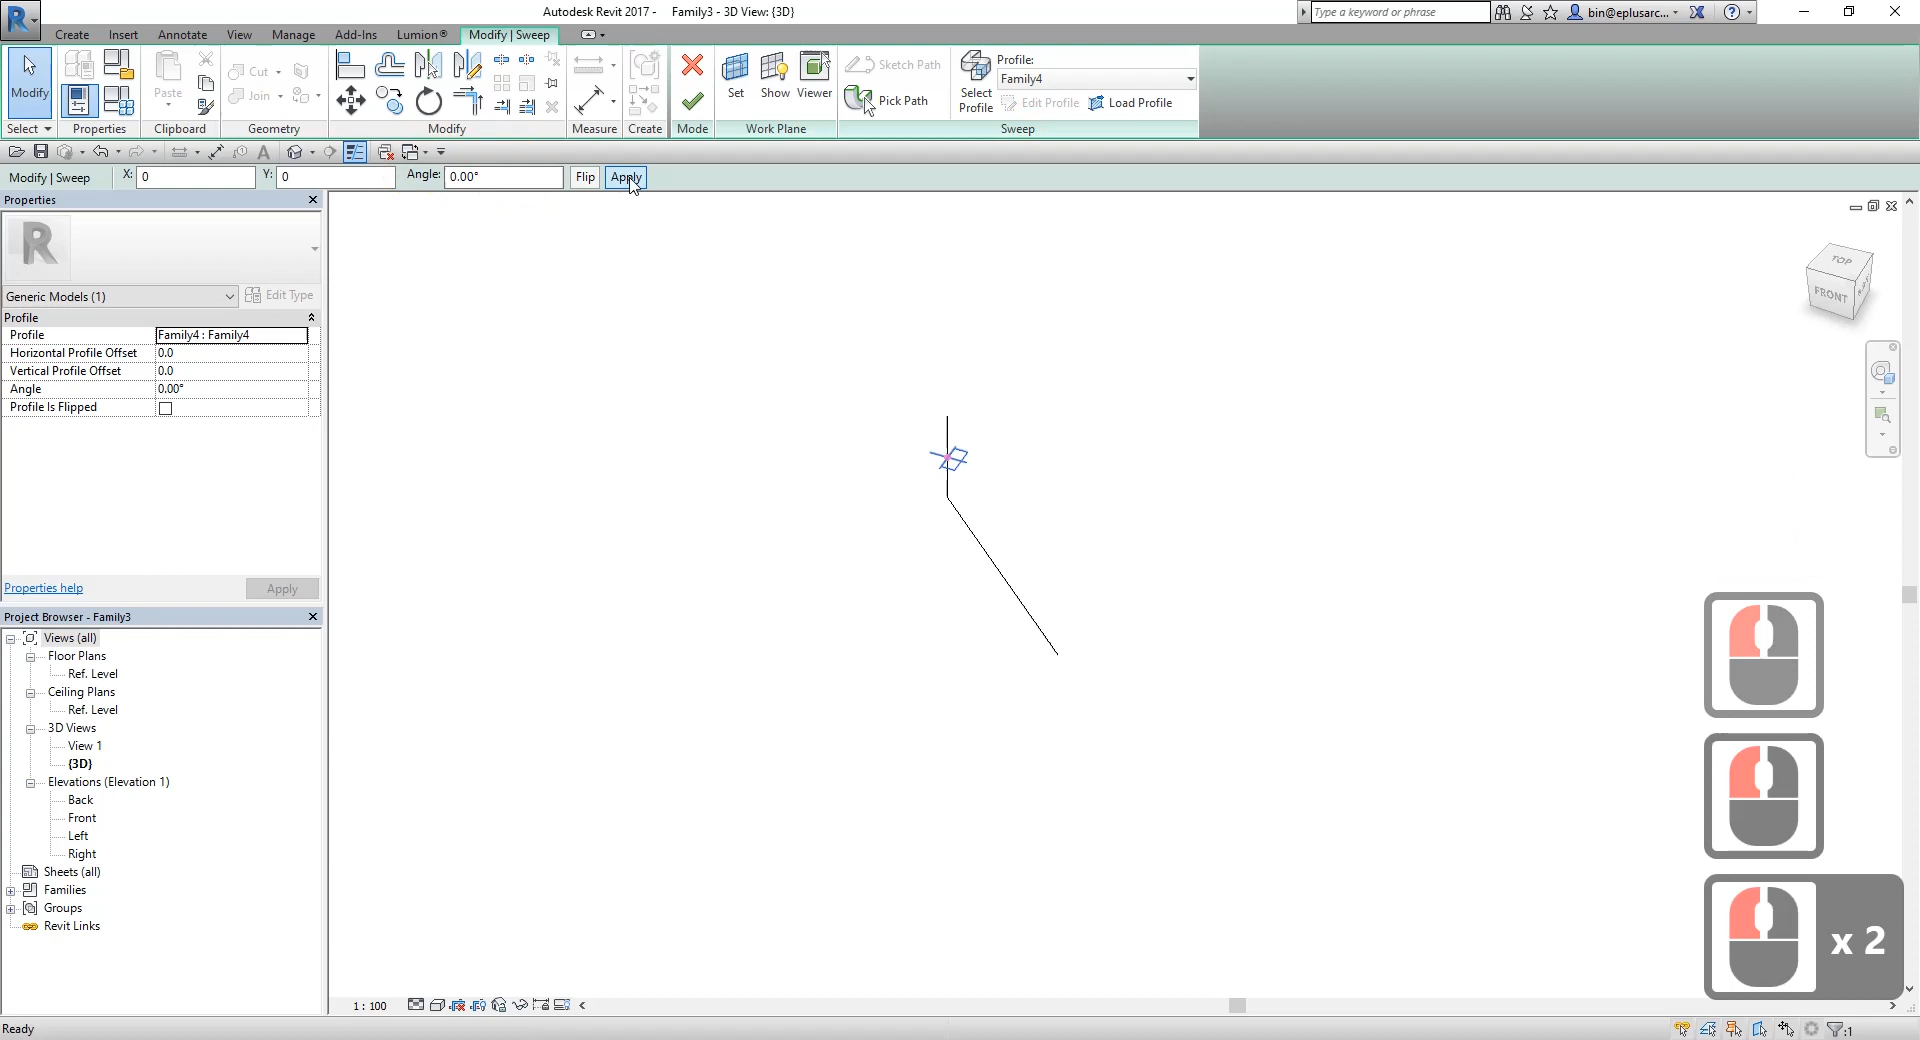 Autodesk Revit 2017 - Family3 - 3D View: {3D}
Type a keyword or phrase
bin@eplusarc...
Create Insert Annotate View Manage Add-Ins Lumion® Modify | Sweep
Modify
Paste
Cut
Join
Set Show Viewer
Sketch Path
Pick Path
Select Profile
Profile:
Family4
Edit Profile Load Profile
Select Properties Clipboard Geometry Modify Measure Create Mode Work Plane Sweep
Modify | Sweep X: 0 Y: 0 Angle: 0.00° Flip Apply
Properties
Generic Models (1) Edit Type
Profile
Profile Family4 : Family4
Horizontal Profile Offset 0.0
Vertical Profile Offset 0.0
Angle 0.00°
Profile Is Flipped
Properties help Apply
Project Browser - Family3
Views (all)
Floor Plans
Ref. Level
Ceiling Plans
Ref. Level
3D Views
View 1
{3D}
Elevations (Elevation 1)
Back
Front
Left
Right
Sheets (all)
Families
Groups
Revit Links
TOP
FRONT
x 2
1 : 100
Ready
:1